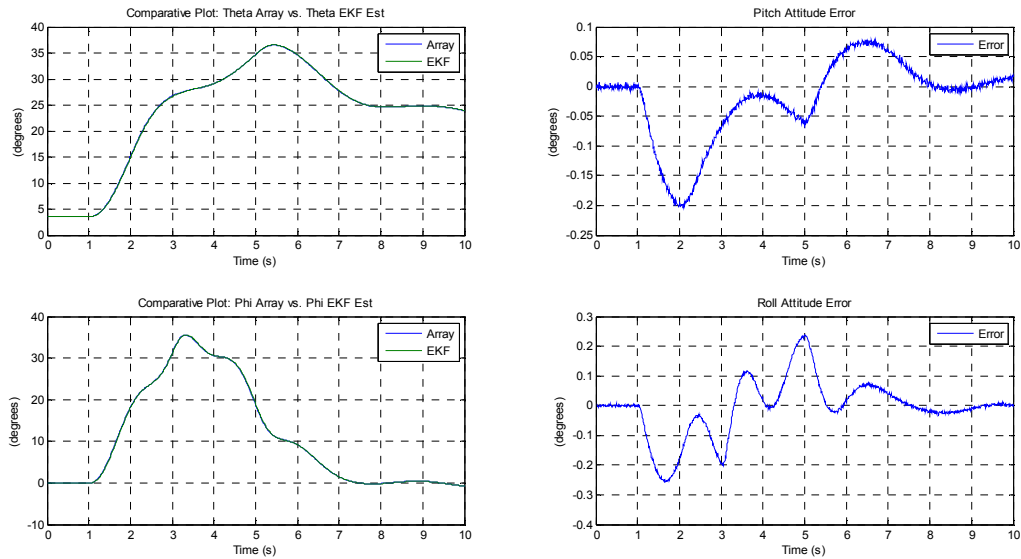 Comparative Plot: Theta Array vs. Theta EKF Est
40
35
30
25
20
15
10
5
0
(degrees)
Array
EKF
0 1 2 3 4 5 6 7 8 9 10
Time (s)
Pitch Attitude Error
0.1
0.05
0
-0.05
-0.1
-0.15
-0.2
-0.25
(degrees)
Error
0 1 2 3 4 5 6 7 8 9 10
Time (s)
Comparative Plot: Phi Array vs. Phi EKF Est
40
30
20
10
0
-10
(degrees)
Array
EKF
0 1 2 3 4 5 6 7 8 9 10
Time (s)
Roll Attitude Error
0.3
0.2
0.1
0
-0.1
-0.2
-0.3
-0.4
(degrees)
Error
0 1 2 3 4 5 6 7 8 9 10
Time (s)